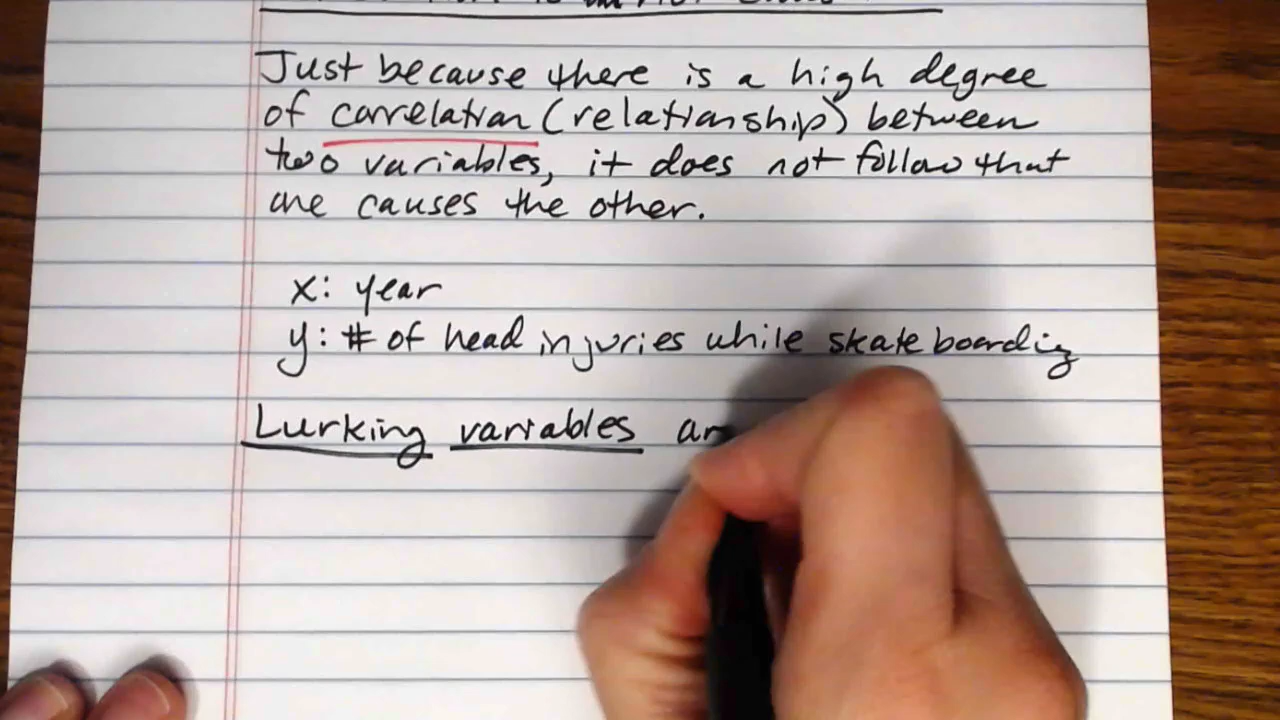 Just because there is a high degree
of correlation (relationship) between
two variables, it does not follow that
one causes the other.
x: year
y: # of head injuries while skateboarding
Lurking variables ar